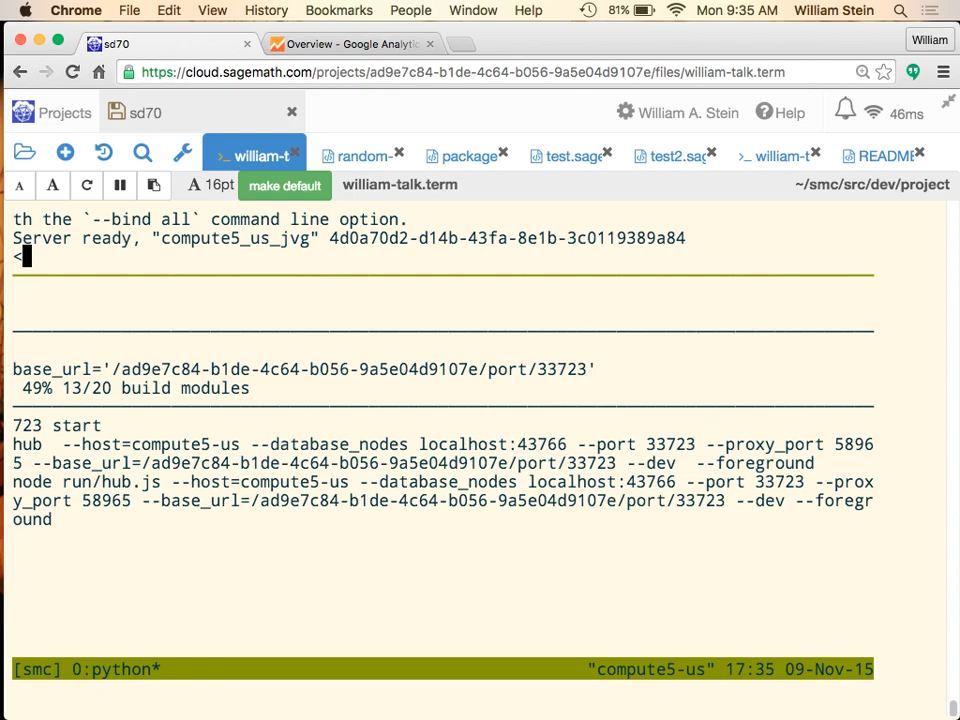 Chrome File Edit View History Bookmarks People Window Help 81% Mon 9:35 AM William Stein
sd70 Overview - Google Analytic William
https://cloud.sagemath.com/projects/ad9e7c84-b1de-4c64-b056-9a5e04d9107e/files/william-talk.term
Projects sd70 William A. Stein Help 46ms
william-t random- package test.sage test2.sag william-t README
A A 16pt make default william-talk.term ~/smc/src/dev/project
th the `--bind all` command line option.
Server ready, "compute5_us_jvg" 4d0a70d2-d14b-43fa-8e1b-3c0119389a84
<
base_url='/ad9e7c84-b1de-4c64-b056-9a5e04d9107e/port/33723'
49% 13/20 build modules
723 start
hub --host=compute5-us --database_nodes localhost:43766 --port 33723 --proxy_port 5896
5 --base_url=/ad9e7c84-b1de-4c64-b056-9a5e04d9107e/port/33723 --dev --foreground
node run/hub.js --host=compute5-us --database_nodes localhost:43766 --port 33723 --prox
y_port 58965 --base_url=/ad9e7c84-b1de-4c64-b056-9a5e04d9107e/port/33723 --dev --foregr
ound
[smc] 0:python* "compute5-us" 17:35 09-Nov-15